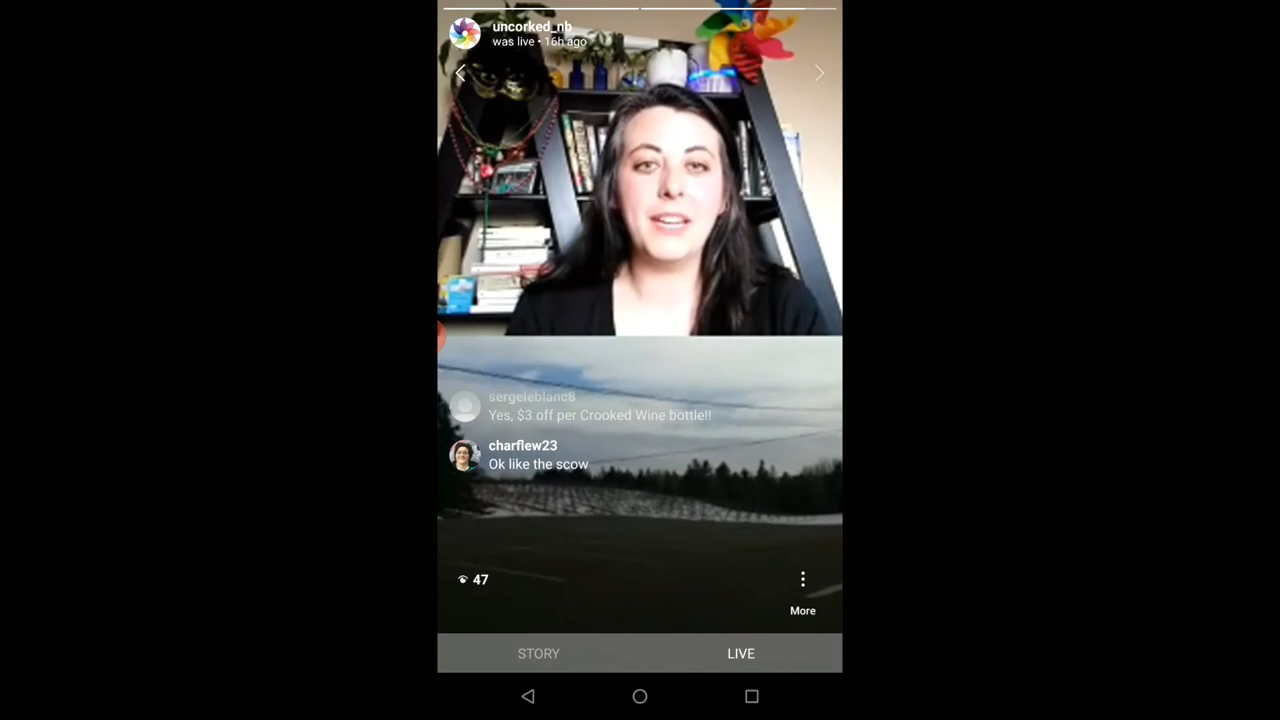 uncorked_nb
was live • 16h ago
sergeleblanc8
Yes, $3 off per Crooked Wine bottle!!
charflew23
Ok like the scow
47
More
STORY
LIVE